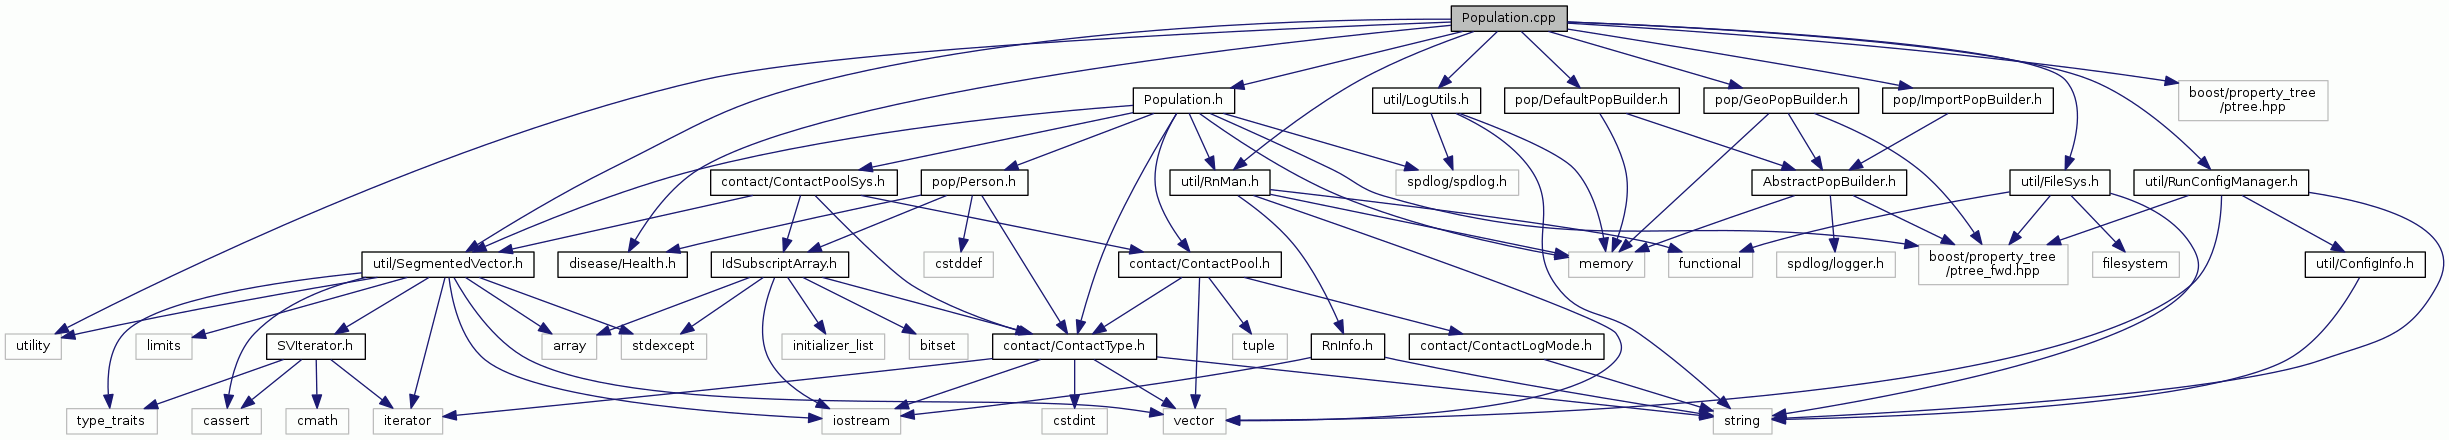 Population.cpp
Population.h
util/LogUtils.h
pop/DefaultPopBuilder.h
pop/GeoPopBuilder.h
pop/ImportPopBuilder.h
boost/property_tree
/ptree.hpp
contact/ContactPoolSys.h
pop/Person.h
util/RnMan.h
spdlog/spdlog.h
AbstractPopBuilder.h
util/FileSys.h
util/RunConfigManager.h
util/SegmentedVector.h
disease/Health.h
IdSubscriptArray.h
cstddef
contact/ContactPool.h
memory
functional
spdlog/logger.h
boost/property_tree
/ptree_fwd.hpp
filesystem
util/ConfigInfo.h
utility
limits
SVIterator.h
array
stdexcept
initializer_list
bitset
contact/ContactType.h
tuple
RnInfo.h
contact/ContactLogMode.h
type_traits
cassert
cmath
iterator
iostream
cstdint
vector
string